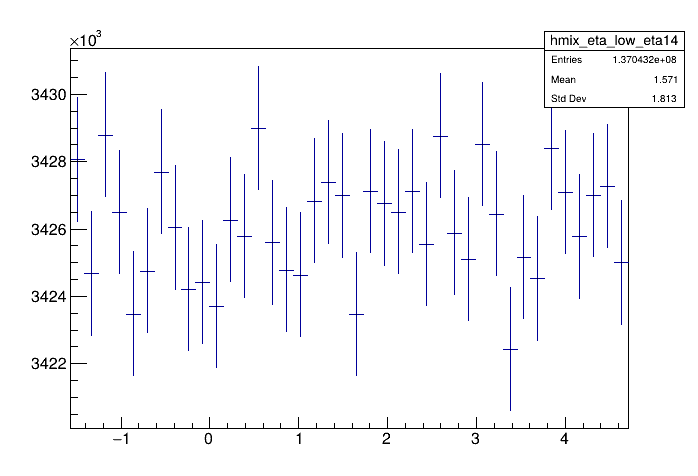 ×10³
hmix_eta_low_eta14
Entries 1.370432e+08
Mean 1.571
Std Dev 1.813
3430
3428
3426
3424
3422
−1 0 1 2 3 4